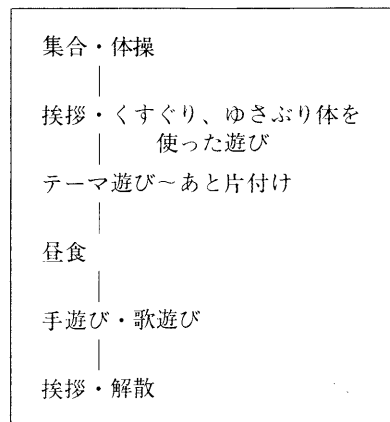 集合・体操
挨拶・くすぐり、ゆさぶり体を
使った遊び
テーマ遊び～あと片付け
昼食
手遊び・歌遊び
挨拶・解散